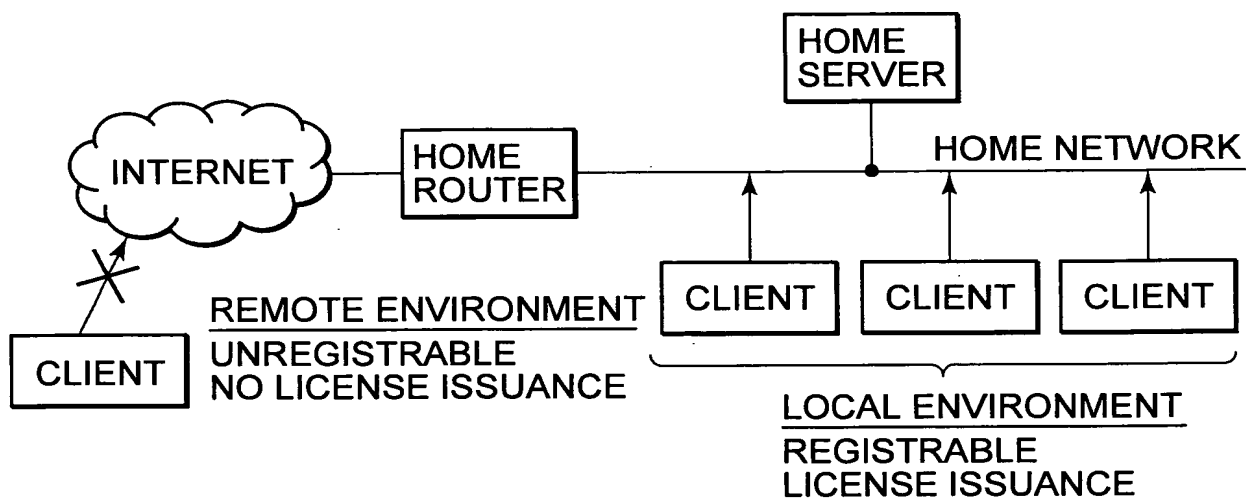 HOME
SERVER
INTERNET
HOME
ROUTER
HOME NETWORK
CLIENT
CLIENT
CLIENT
CLIENT
REMOTE ENVIRONMENT
UNREGISTRABLE
NO LICENSE ISSUANCE
LOCAL ENVIRONMENT
REGISTRABLE
LICENSE ISSUANCE